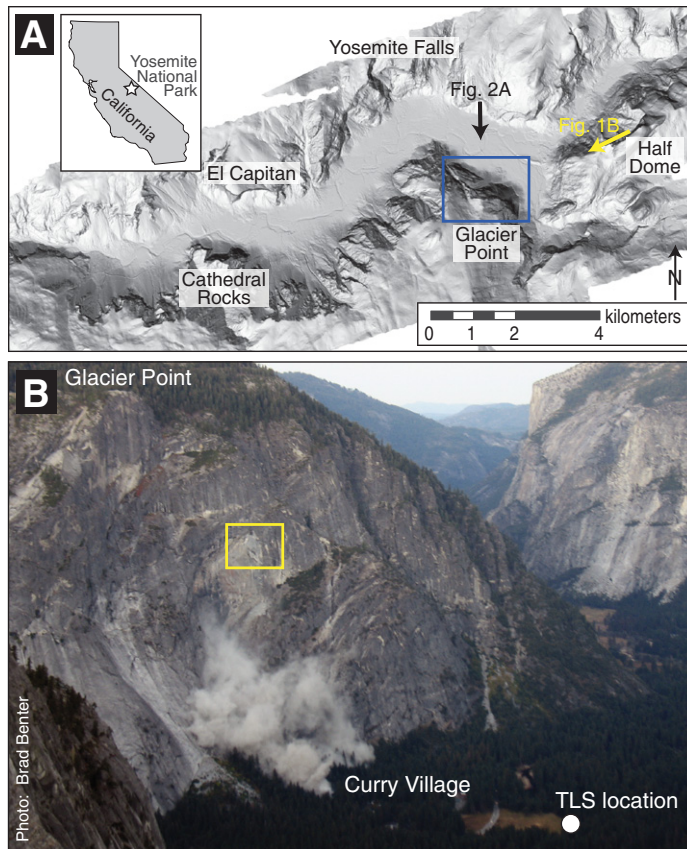 A
Yosemite
National
Park
California
Yosemite Falls
Fig. 2A
Fig. 1B
Half
Dome
El Capitan
Glacier
Point
Cathedral
Rocks
N
kilometers
0 1 2 4
B
Glacier Point
Curry Village
TLS location
Photo: Brad Benter